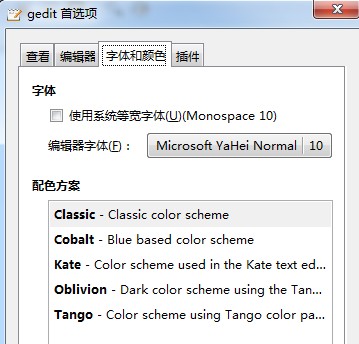 gedit 首选项
查看 编辑器 字体和颜色 插件
字体
使用系统等宽字体(U)(Monospace 10)
编辑器字体(F)： Microsoft YaHei Normal 10
配色方案
Classic - Classic color scheme
Cobalt - Blue based color scheme
Kate - Color scheme used in the Kate text ed...
Oblivion - Dark color scheme using the Tan...
Tango - Color scheme using Tango color pa...